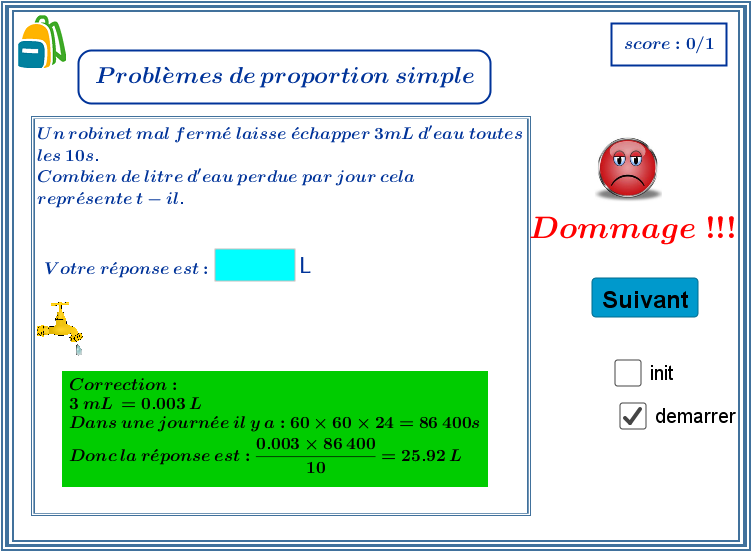 score : 0/1
Problèmes de proportion simple
Un robinet mal fermé laisse échapper 3mL d'eau toutes
les 10s.
Combien de litre d'eau perdue par jour cela
représente t − il.
Dommage !!!
Votre réponse est : L
Suivant
init
demarrer
Correction :
3 mL = 0.003 L
Dans une journée il y a : 60 × 60 × 24 = 86 400s
Donc la réponse est : \frac{0.003 × 86 400}{10} = 25.92 L